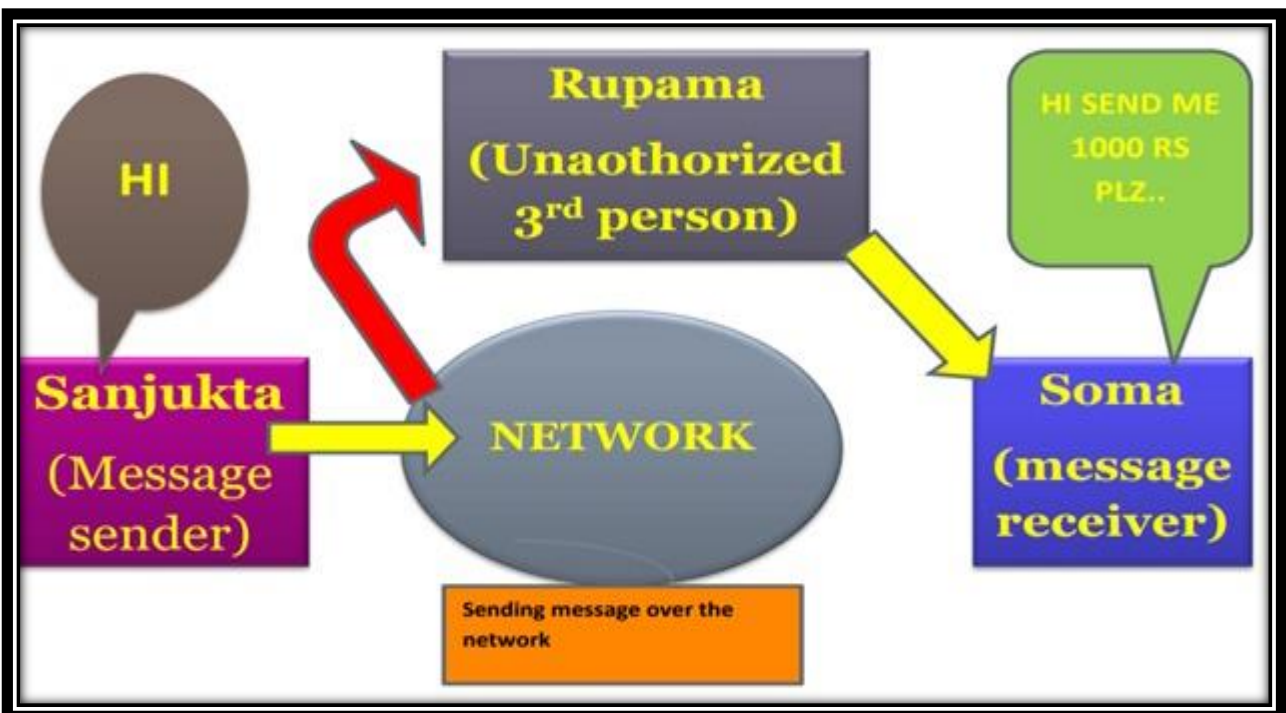 HI
Sanjukta
(Message
sender)
Rupama
(Unaothorized
3rd person)
NETWORK
Sending message over the
network
HI SEND ME
1000 RS
PLZ..
Soma
(message
receiver)